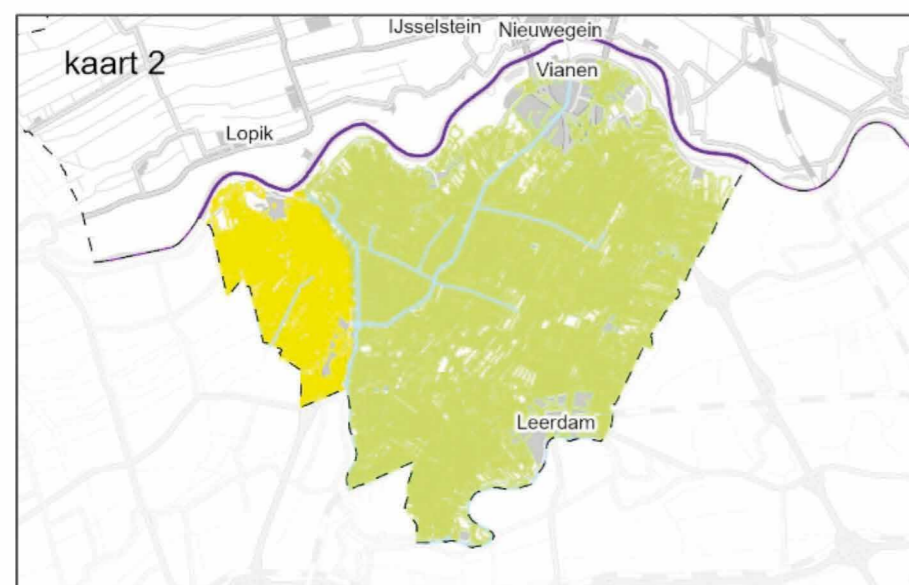 IJsselstein
Nieuwegein
kaart 2
Vianen
Lopik
Leerdam